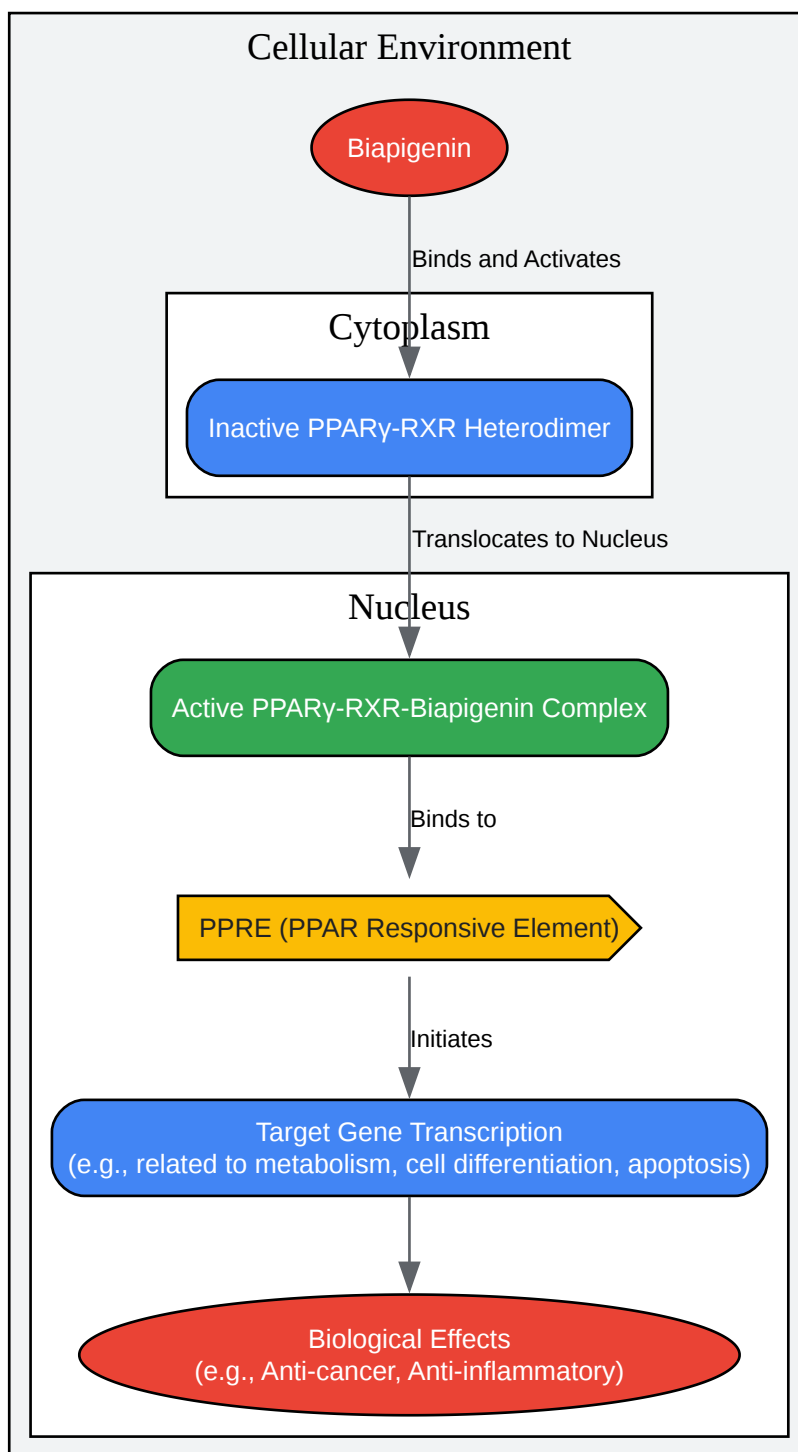 Cellular Environment
Biapigenin
Binds and Activates
Cytoplasm
Inactive PPARγ-RXR Heterodimer
Translocates to Nucleus
Nucleus
Active PPARγ-RXR-Biapigenin Complex
Binds to
PPRE (PPAR Responsive Element)
Initiates
Target Gene Transcription
(e.g., related to metabolism, cell differentiation, apoptosis)
Biological Effects
(e.g., Anti-cancer, Anti-inflammatory)